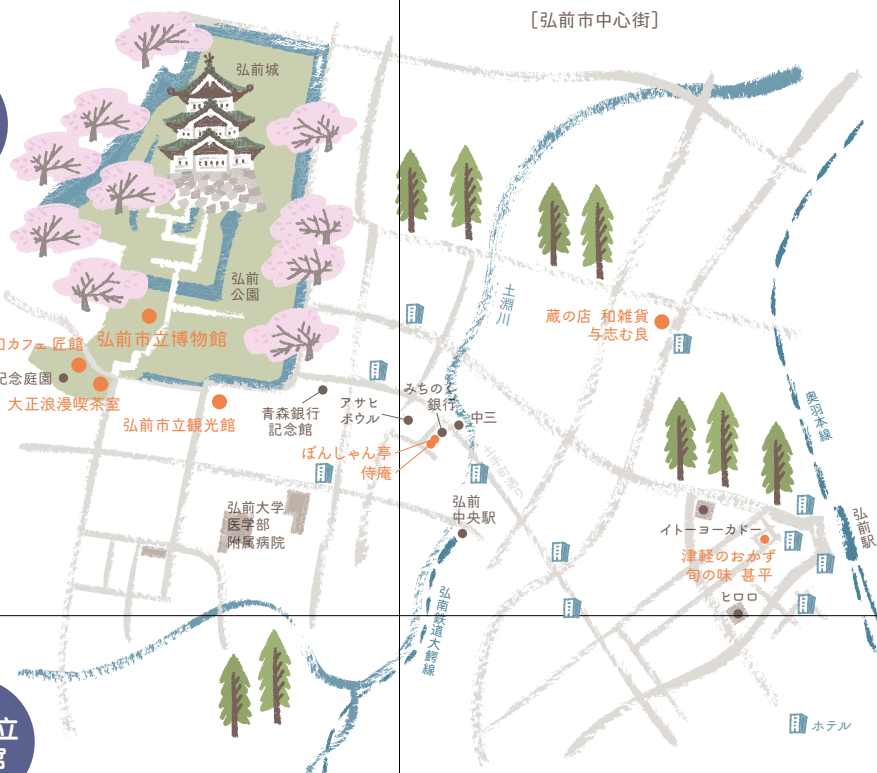 [弘前市中心街]
弘前城
弘前
公園
土淵川
蔵の店 和雑貨
与志む良
弘前市立博物館
カフェ 匠館
記念庭園
大正浪漫喫茶室
弘前市立観光館
青森銀行
記念館
アサヒ
ボウル
みちのく
銀行
中三
ぼんしゃん亭
侍庵
土手町通り
奥羽本線
弘前大学
医学部
附属病院
弘前
中央駅
イトーヨーカドー
弘前駅
津軽のおかず
旬の味 甚平
ヒロロ
弘南鉄道大鰐線
立
ホテル